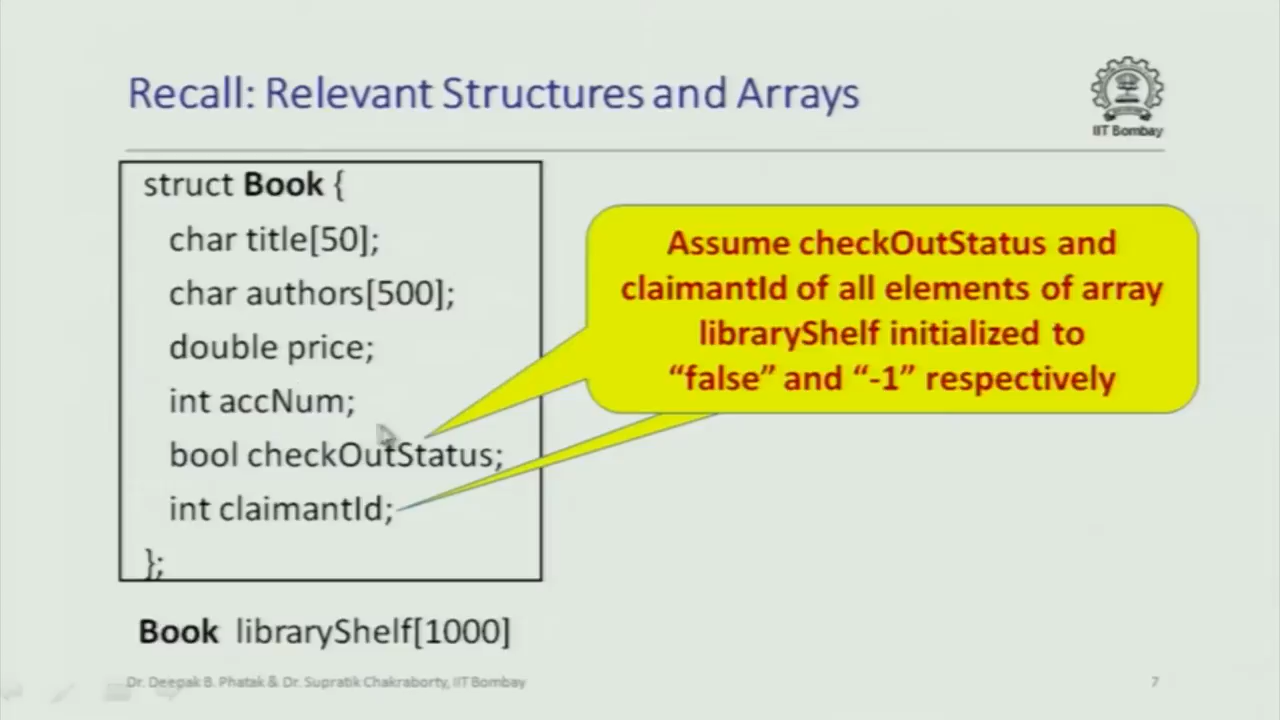 Recall: Relevant Structures and Arrays
IIT Bombay
struct Book {
char title[50];
char authors[500];
double price;
int accNum;
bool checkOutStatus;
int claimantId;
};
Assume checkOutStatus and
claimantId of all elements of array
libraryShelf initialized to
“false” and “-1” respectively
Book libraryShelf[1000]
Dr. Deepak B. Phatak & Dr. Supratik Chakraborty, IIT Bombay
7